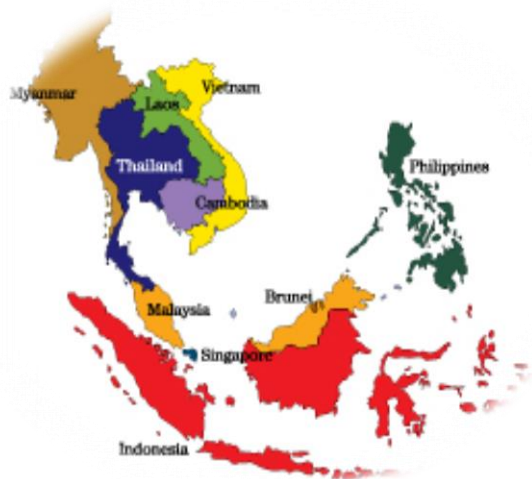 Myanmar
Vietnam
Laos
Thailand
Philippines
Cambodia
Brunei
Malaysia
Singapore
Indonesia